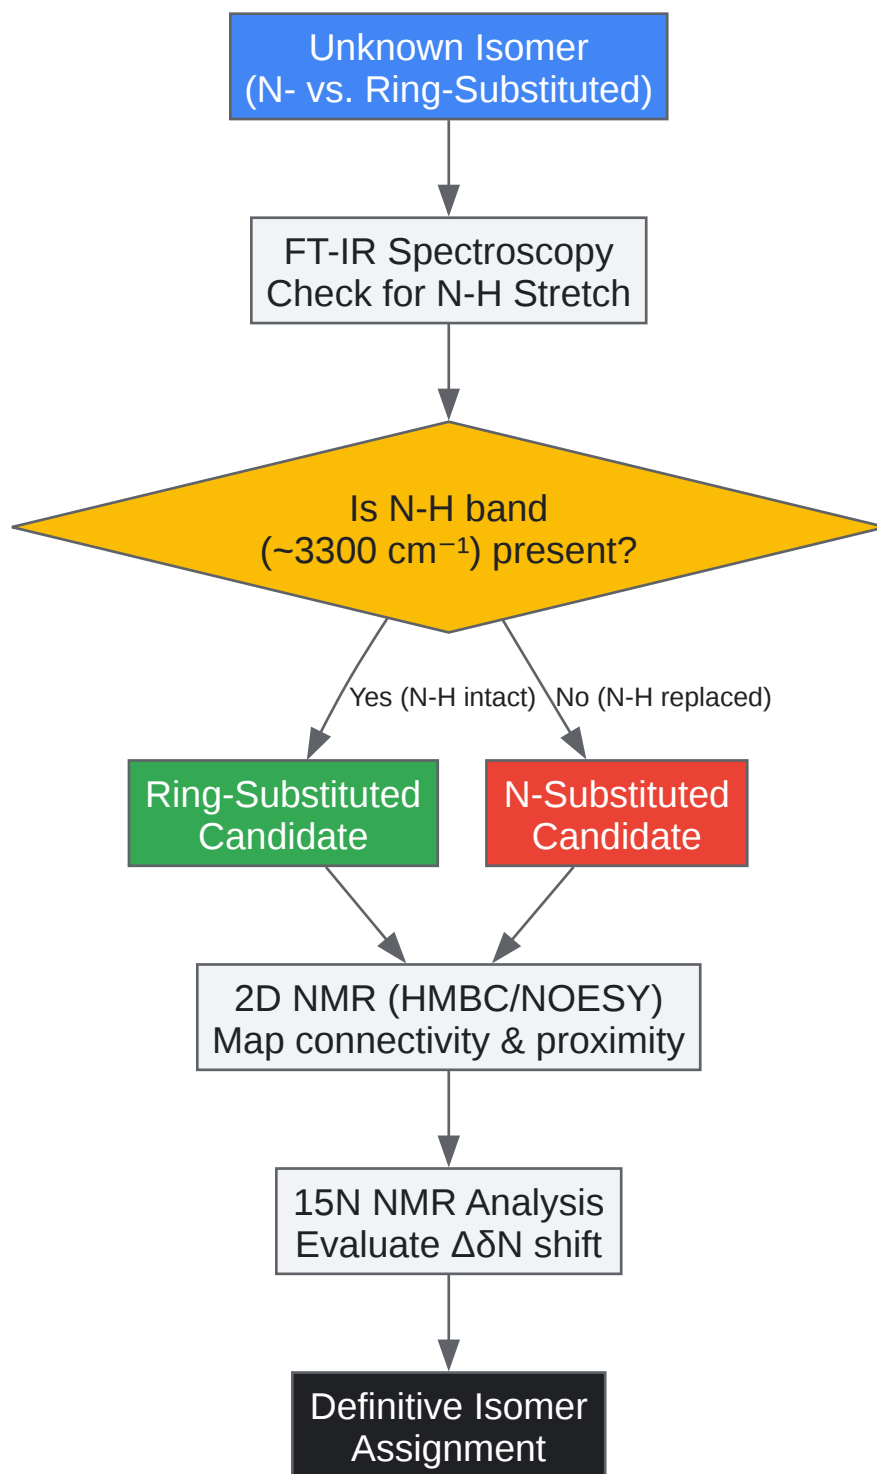 Unknown Isomer
(N- vs. Ring-Substituted)
FT-IR Spectroscopy
Check for N-H Stretch
Is N-H band
(~3300 cm⁻¹) present?
Yes (N-H intact)
No (N-H replaced)
Ring-Substituted
Candidate
N-Substituted
Candidate
2D NMR (HMBC/NOESY)
Map connectivity & proximity
15N NMR Analysis
Evaluate ΔδN shift
Definitive Isomer
Assignment